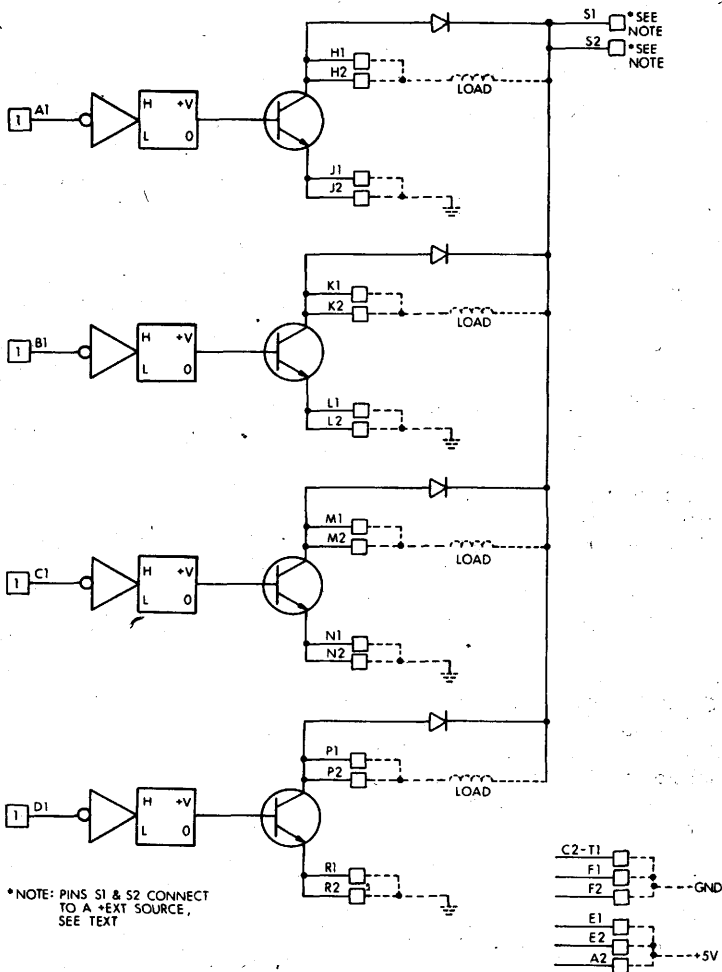 S1 * SEE NOTE
S2 * SEE NOTE
H1
H2
LOAD
1 A1
H +V
L 0
J1
J2
K1
K2
LOAD
1 B1
H +V
L 0
L1
L2
M1
M2
LOAD
1 C1
H +V
L 0
N1
N2
P1
P2
LOAD
1 D1
H +V
L 0
R1
R2
*NOTE: PINS S1 & S2 CONNECT
TO A +EXT SOURCE,
SEE TEXT
C2-T1
F1
GND
F2
E1
E2
+5V
A2